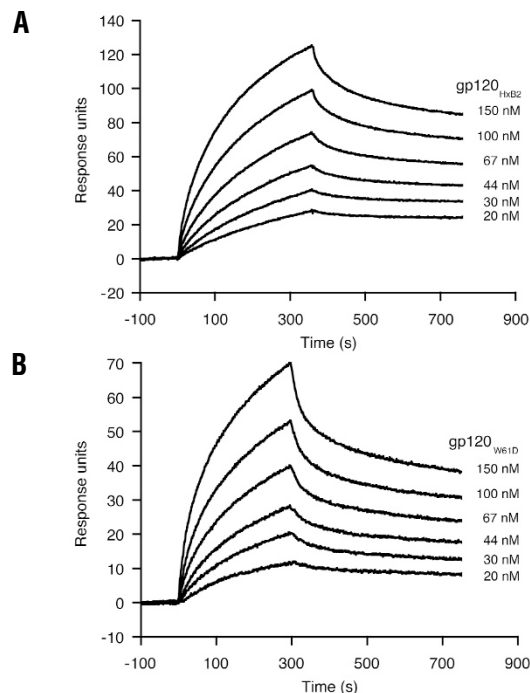 A
140
120
100
80
60
40
20
0
-20
Response units
gp120HxB2
150 nM
100 nM
67 nM
44 nM
30 nM
20 nM
-100 100 300 500 700 900
Time (s)
B
70
60
50
40
30
20
10
0
-10
Response units
gp120W61D
150 nM
100 nM
67 nM
44 nM
30 nM
20 nM
-100 100 300 500 700 900
Time (s)